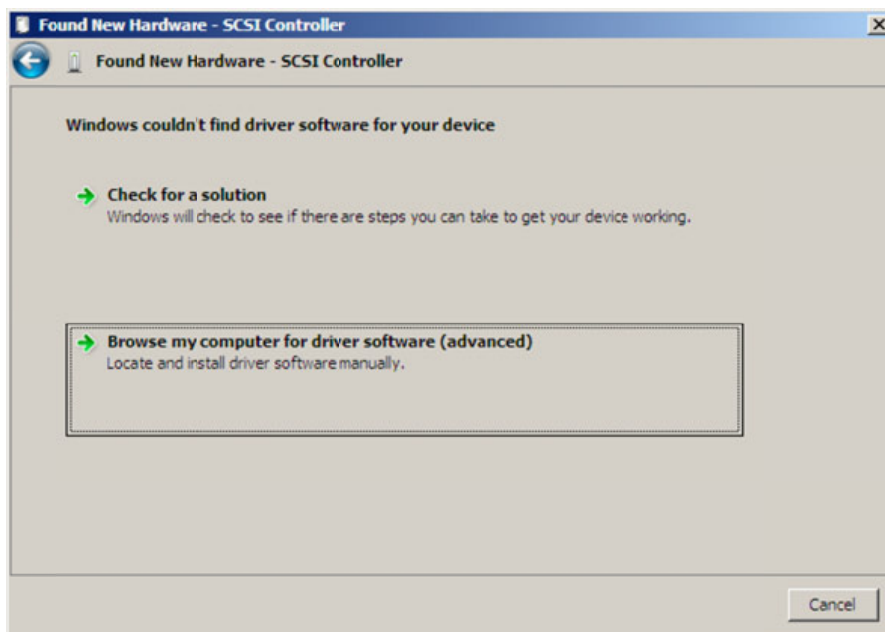 Found New Hardware - SCSI Controller
Found New Hardware - SCSI Controller
Windows couldn't find driver software for your device
Check for a solution
Windows will check to see if there are steps you can take to get your device working.
Browse my computer for driver software (advanced)
Locate and install driver software manually.
Cancel